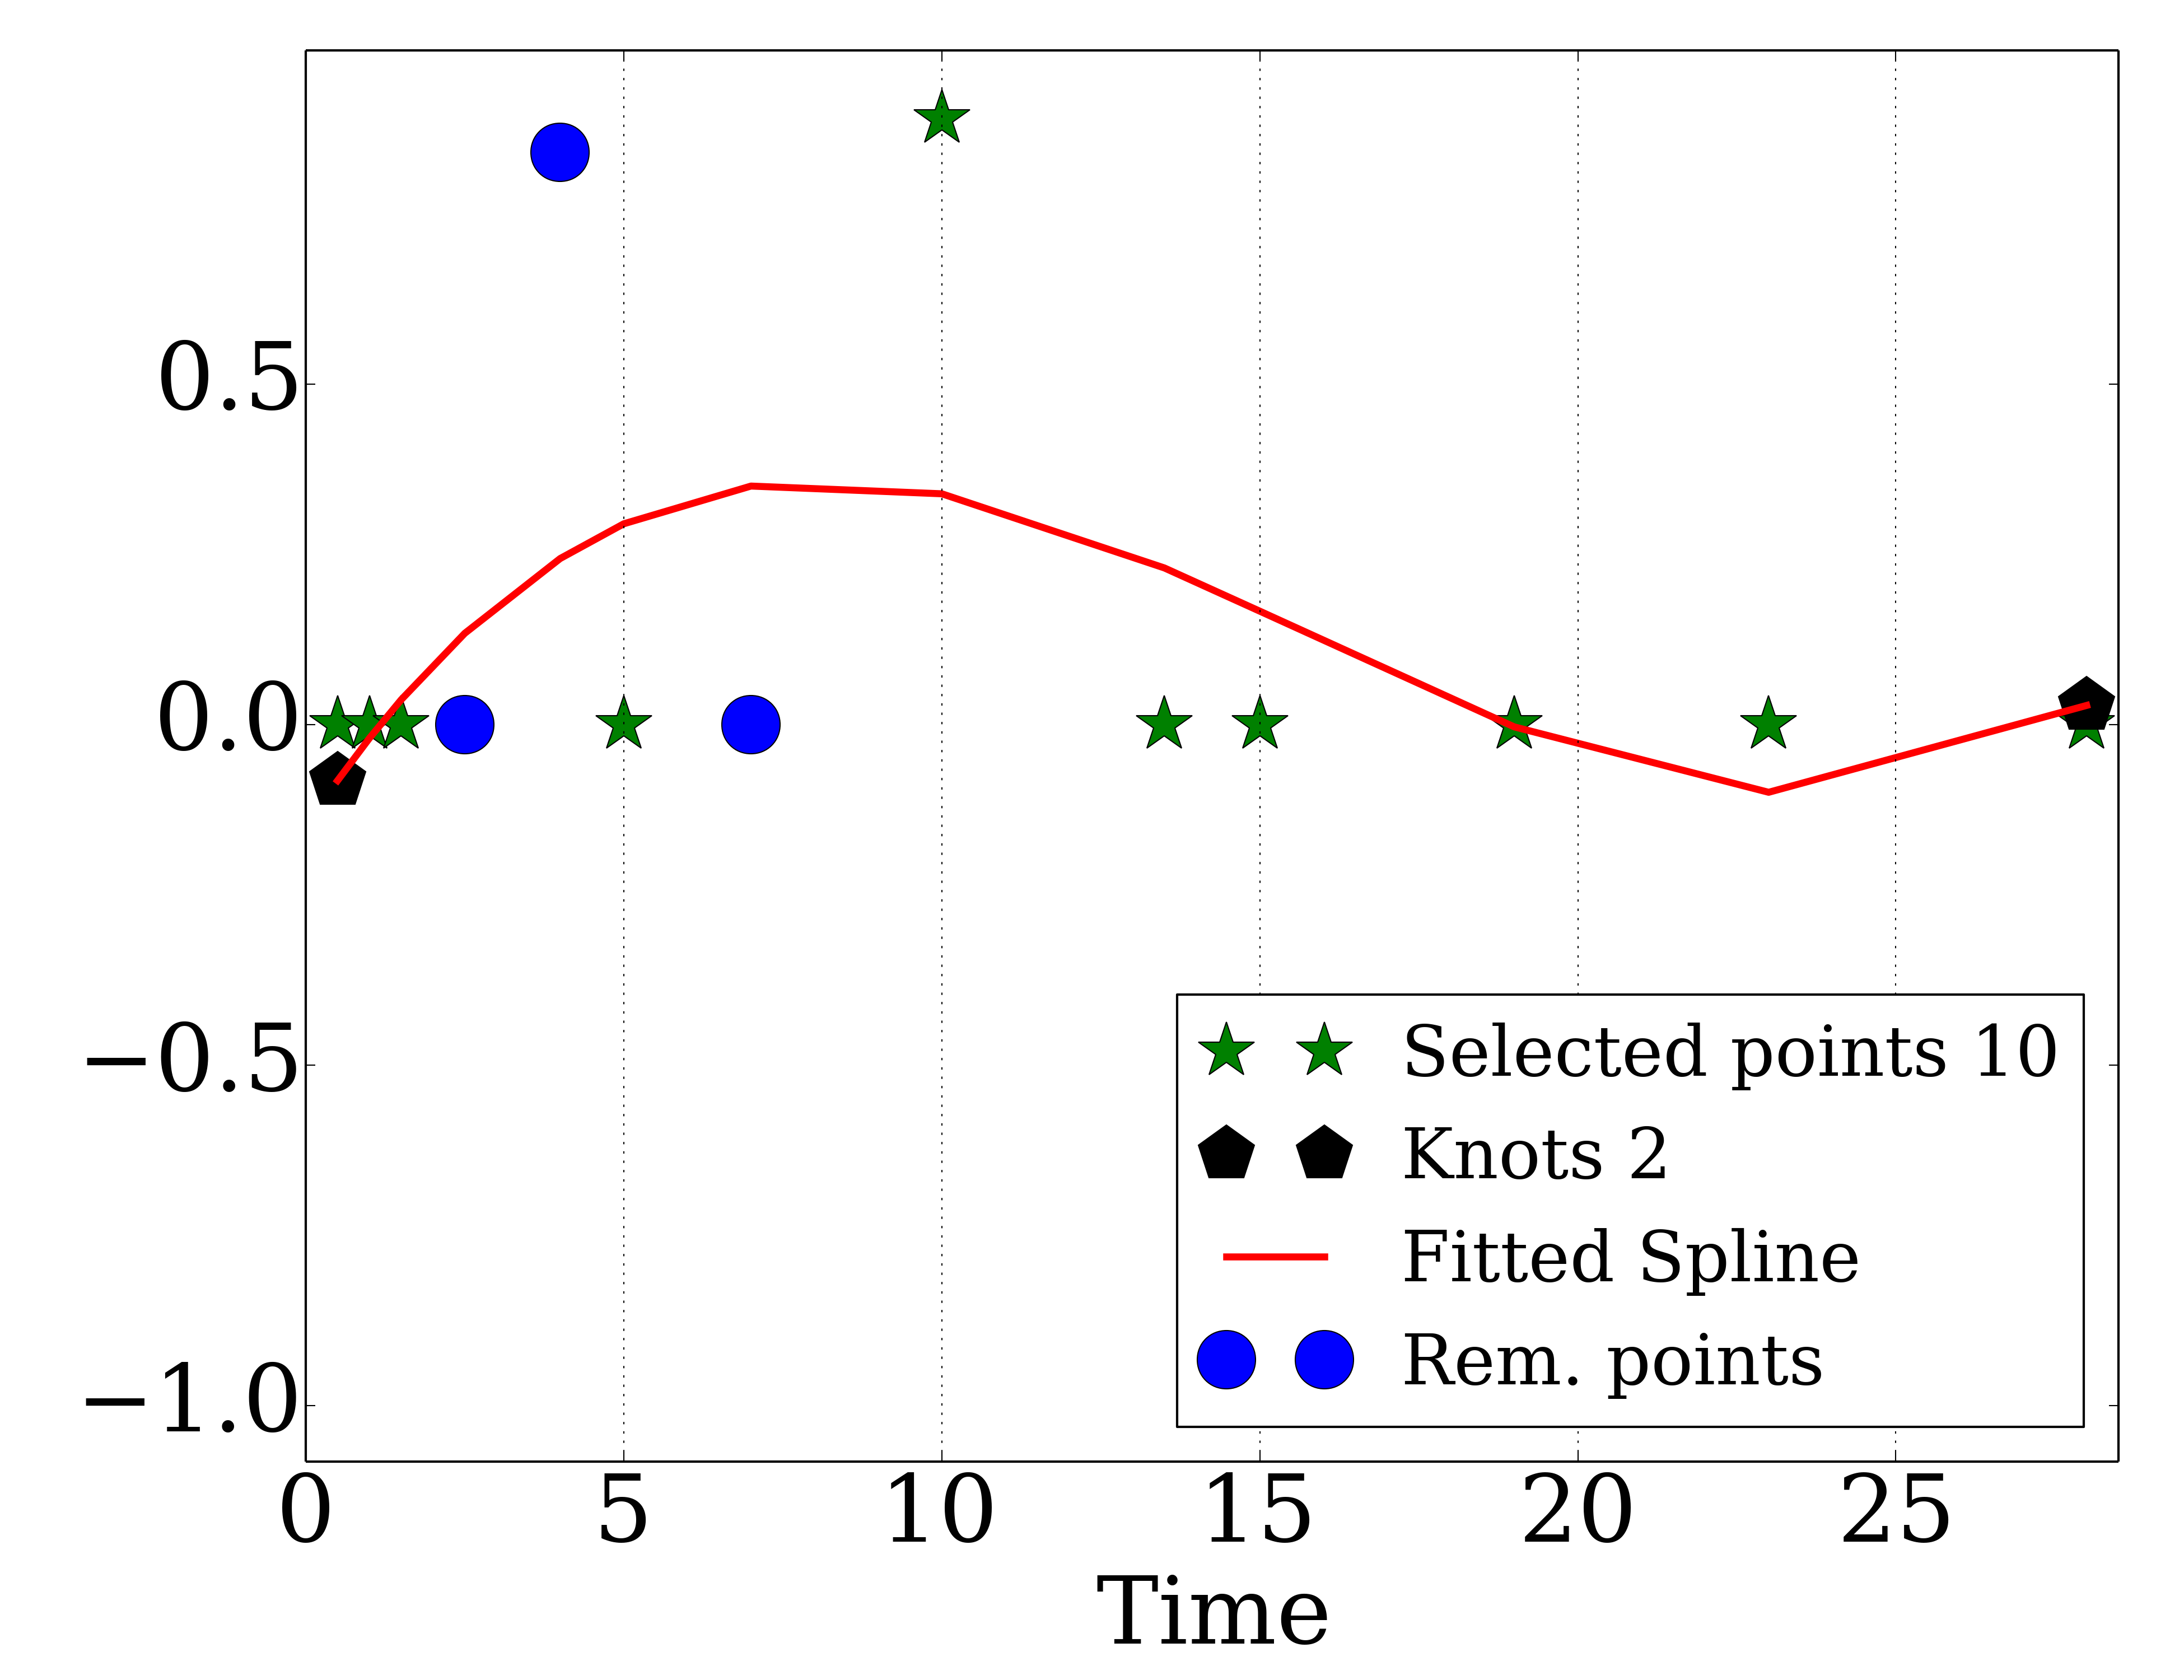 0.5
0.0
−0.5
−1.0
Selected points 10
Knots 2
Fitted Spline
Rem. points
0 5 10 15 20 25
Time